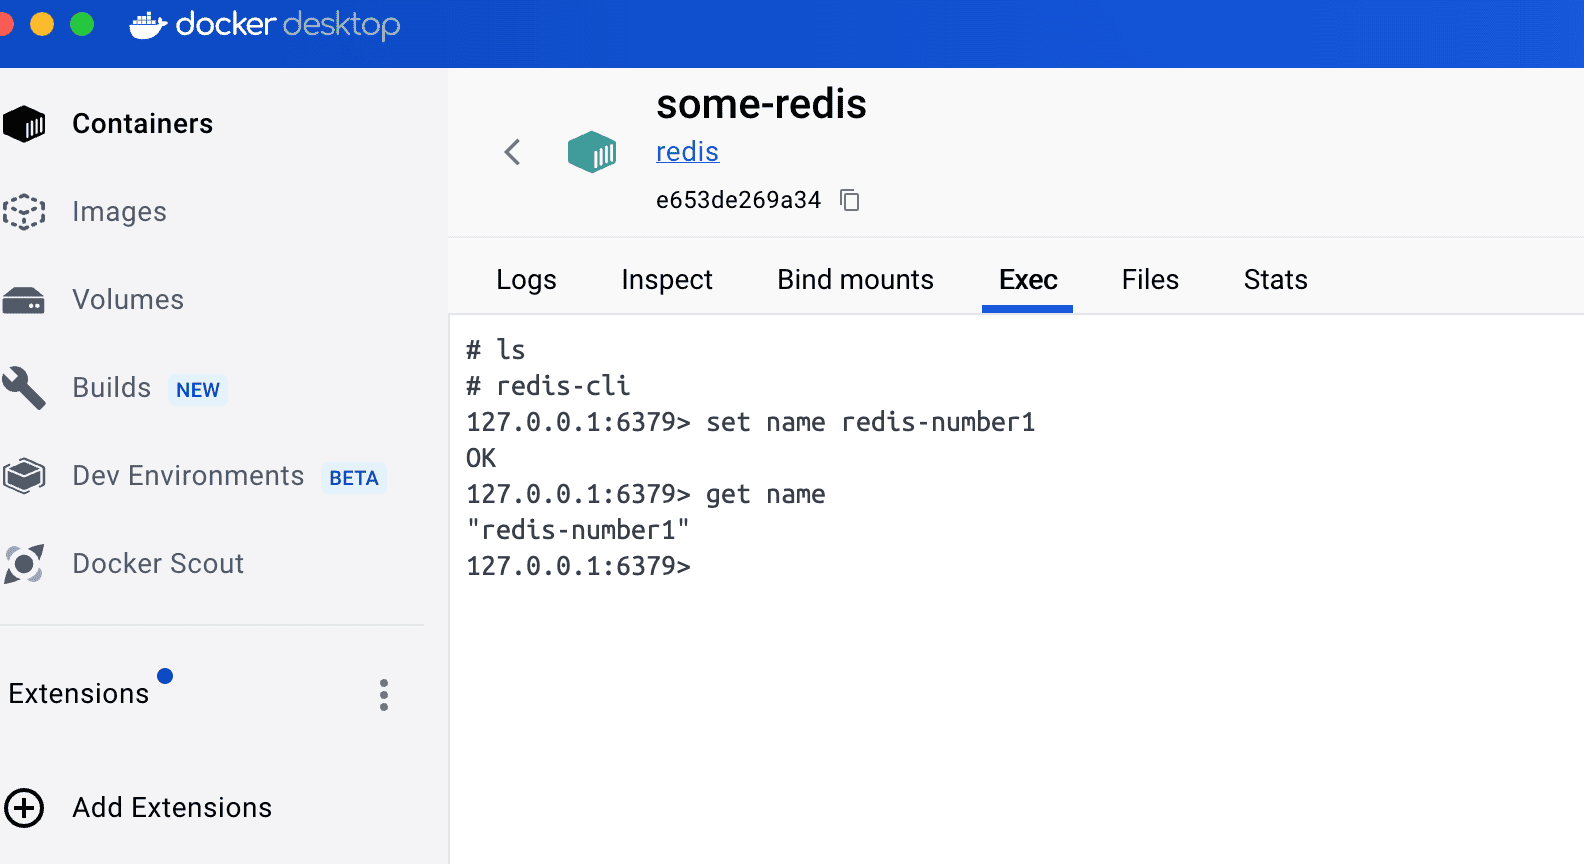 docker desktop
Containers
Images
Volumes
Builds NEW
Dev Environments BETA
Docker Scout
Extensions
Add Extensions
some-redis
redis
e653de269a34
Logs Inspect Bind mounts Exec Files Stats
# ls
# redis-cli
127.0.0.1:6379> set name redis-number1
OK
127.0.0.1:6379> get name
"redis-number1"
127.0.0.1:6379>